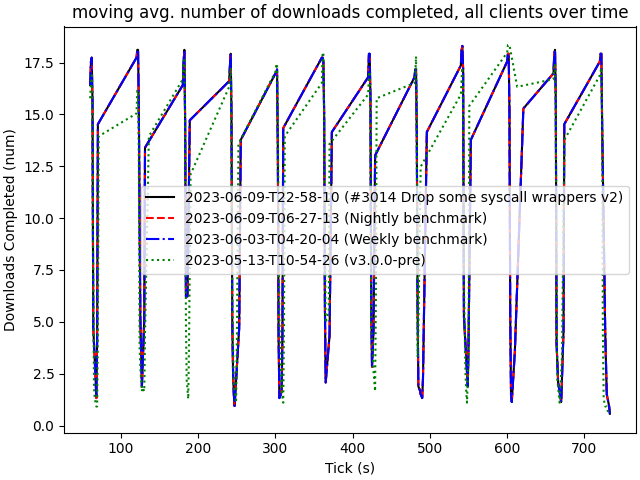 moving avg. number of downloads completed, all clients over time
Downloads Completed (num)
17.5
15.0
12.5
10.0
7.5
5.0
2.5
0.0
2023-06-09-T22-58-10 (#3014 Drop some syscall wrappers v2)
2023-06-09-T06-27-13 (Nightly benchmark)
2023-06-03-T04-20-04 (Weekly benchmark)
2023-05-13-T10-54-26 (v3.0.0-pre)
100 200 300 400 500 600 700
Tick (s)